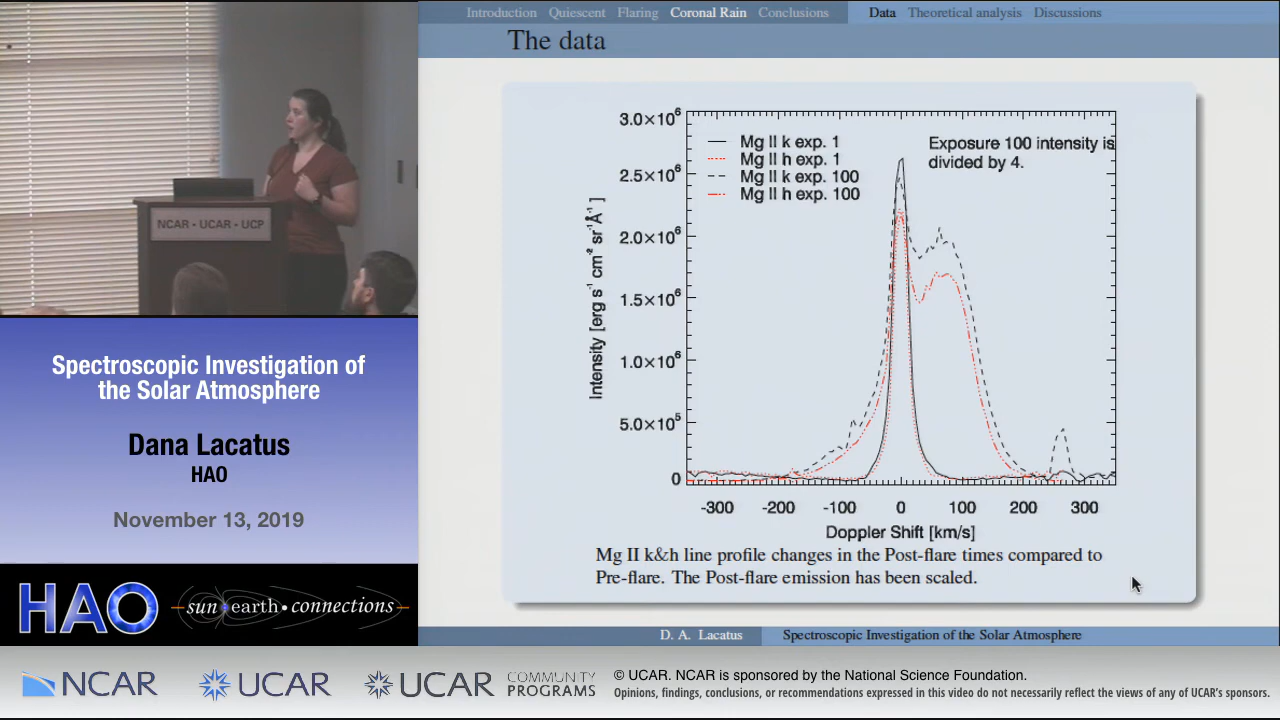 Introduction Quiescent Flaring Coronal Rain Conclusions Data Theoretical analysis Discussions
The data
NCAR • UCAR • UCP
3.0×10⁶
2.5×10⁶
2.0×10⁶
1.5×10⁶
1.0×10⁶
5.0×10⁵
0
Intensity [erg s⁻¹ cm⁻² sr⁻¹Å⁻¹ ]
Mg II k exp. 1
Mg II h exp. 1
Mg II k exp. 100
Mg II h exp. 100
Exposure 100 intensity is
divided by 4.
-300 -200 -100 0 100 200 300
Doppler Shift [km/s]
Mg II k&h line profile changes in the Post-flare times compared to
Pre-flare. The Post-flare emission has been scaled.
D. A. Lacatus Spectroscopic Investigation of the Solar Atmosphere
Spectroscopic Investigation of
the Solar Atmosphere
Dana Lacatus
HAO
November 13, 2019
HAO sun earth • connections
NCAR UCAR UCAR COMMUNITY
PROGRAMS
© UCAR. NCAR is sponsored by the National Science Foundation.
Opinions, findings, conclusions, or recommendations expressed in this video do not necessarily reflect the views of any of UCAR's sponsors.